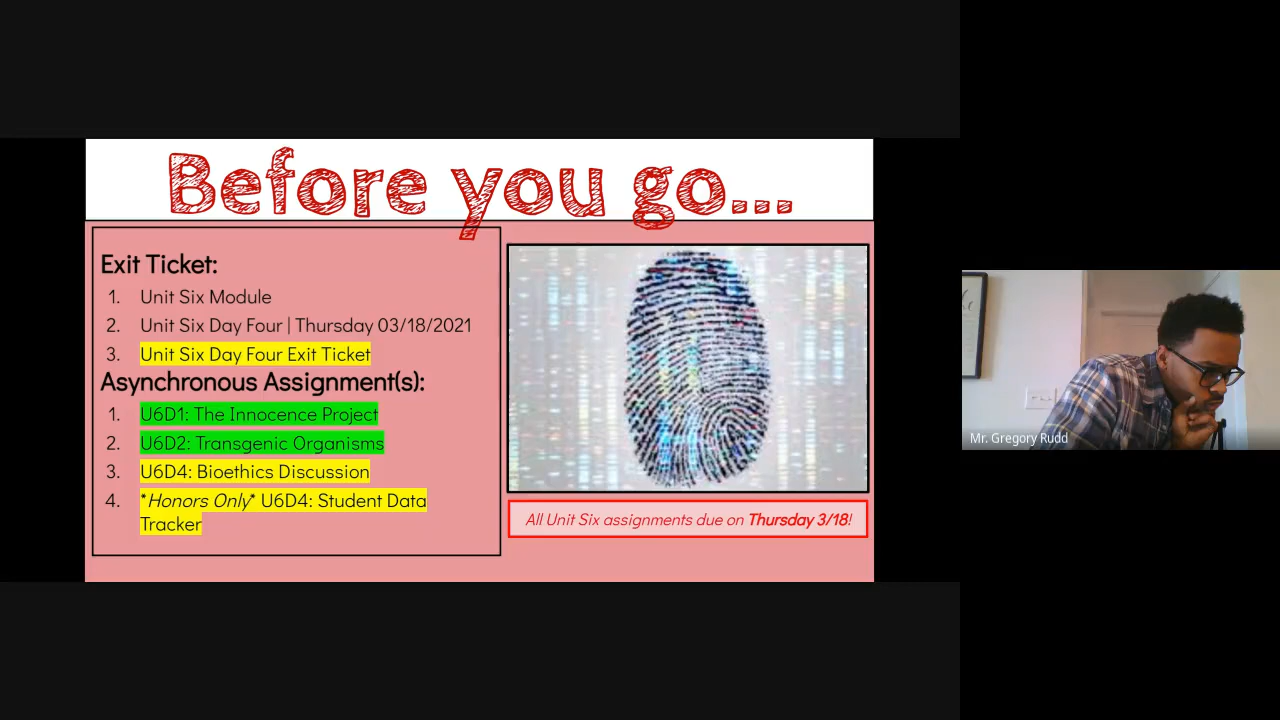 Before you go...
Exit Ticket:
1. Unit Six Module
2. Unit Six Day Four | Thursday 03/18/2021
3. Unit Six Day Four Exit Ticket
Asynchronous Assignment(s):
1. U6D1: The Innocence Project
2. U6D2: Transgenic Organisms
3. U6D4: Bioethics Discussion
4. *Honors Only* U6D4: Student Data
Tracker
All Unit Six assignments due on Thursday 3/18!
Mr. Gregory Rudd